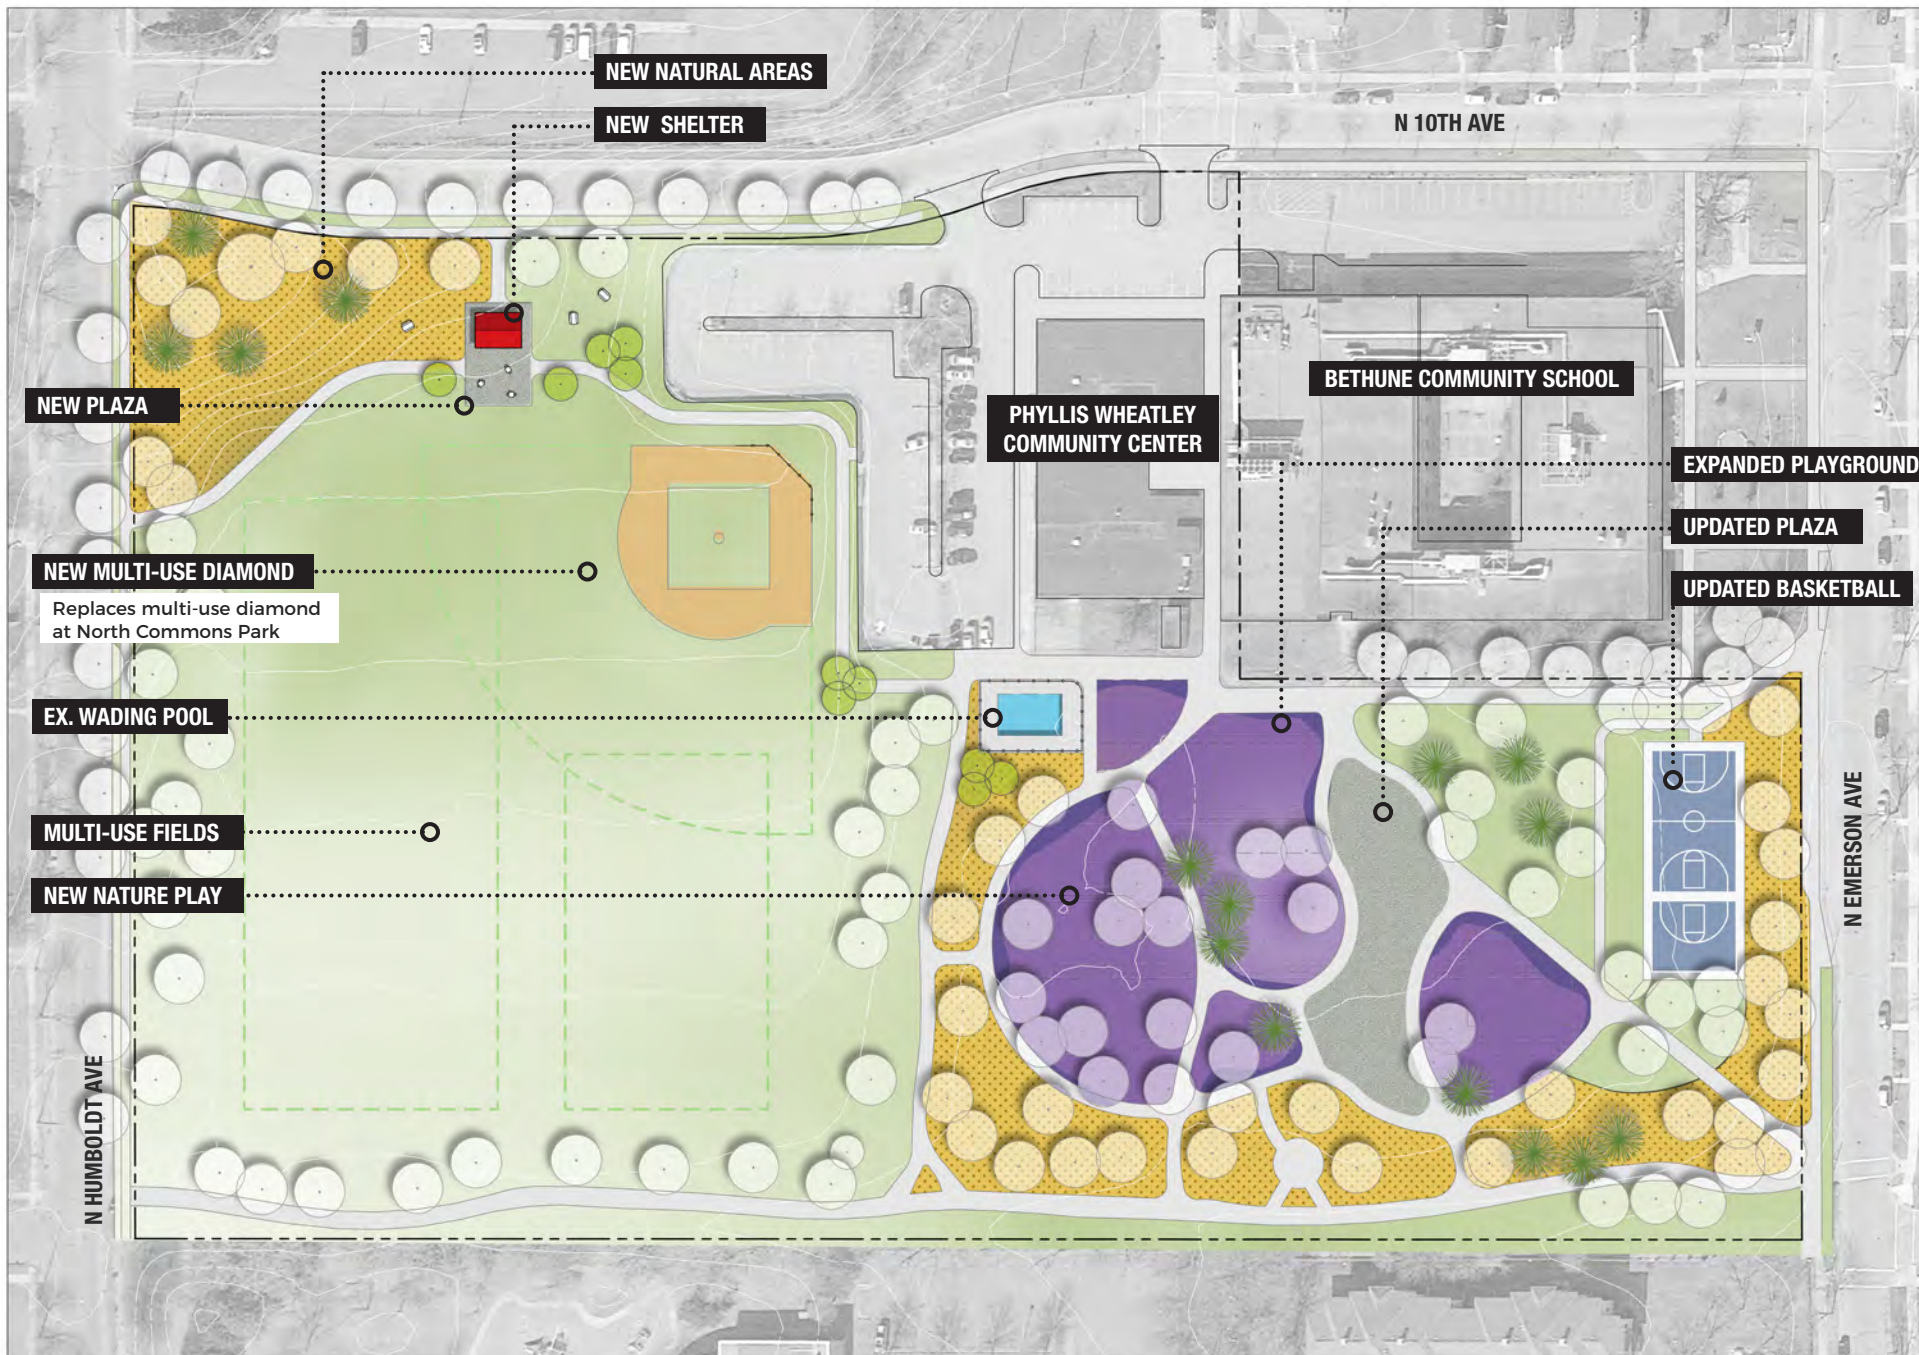 NEW NATURAL AREAS
NEW SHELTER
N 10TH AVE
NEW PLAZA
BETHUNE COMMUNITY SCHOOL
PHYLLIS WHEATLEY
COMMUNITY CENTER
EXPANDED PLAYGROUND
UPDATED PLAZA
UPDATED BASKETBALL
NEW MULTI-USE DIAMOND
Replaces multi-use diamond
at North Commons Park
EX. WADING POOL
MULTI-USE FIELDS
NEW NATURE PLAY
N EMERSON AVE
N HUMBOLDT AVE